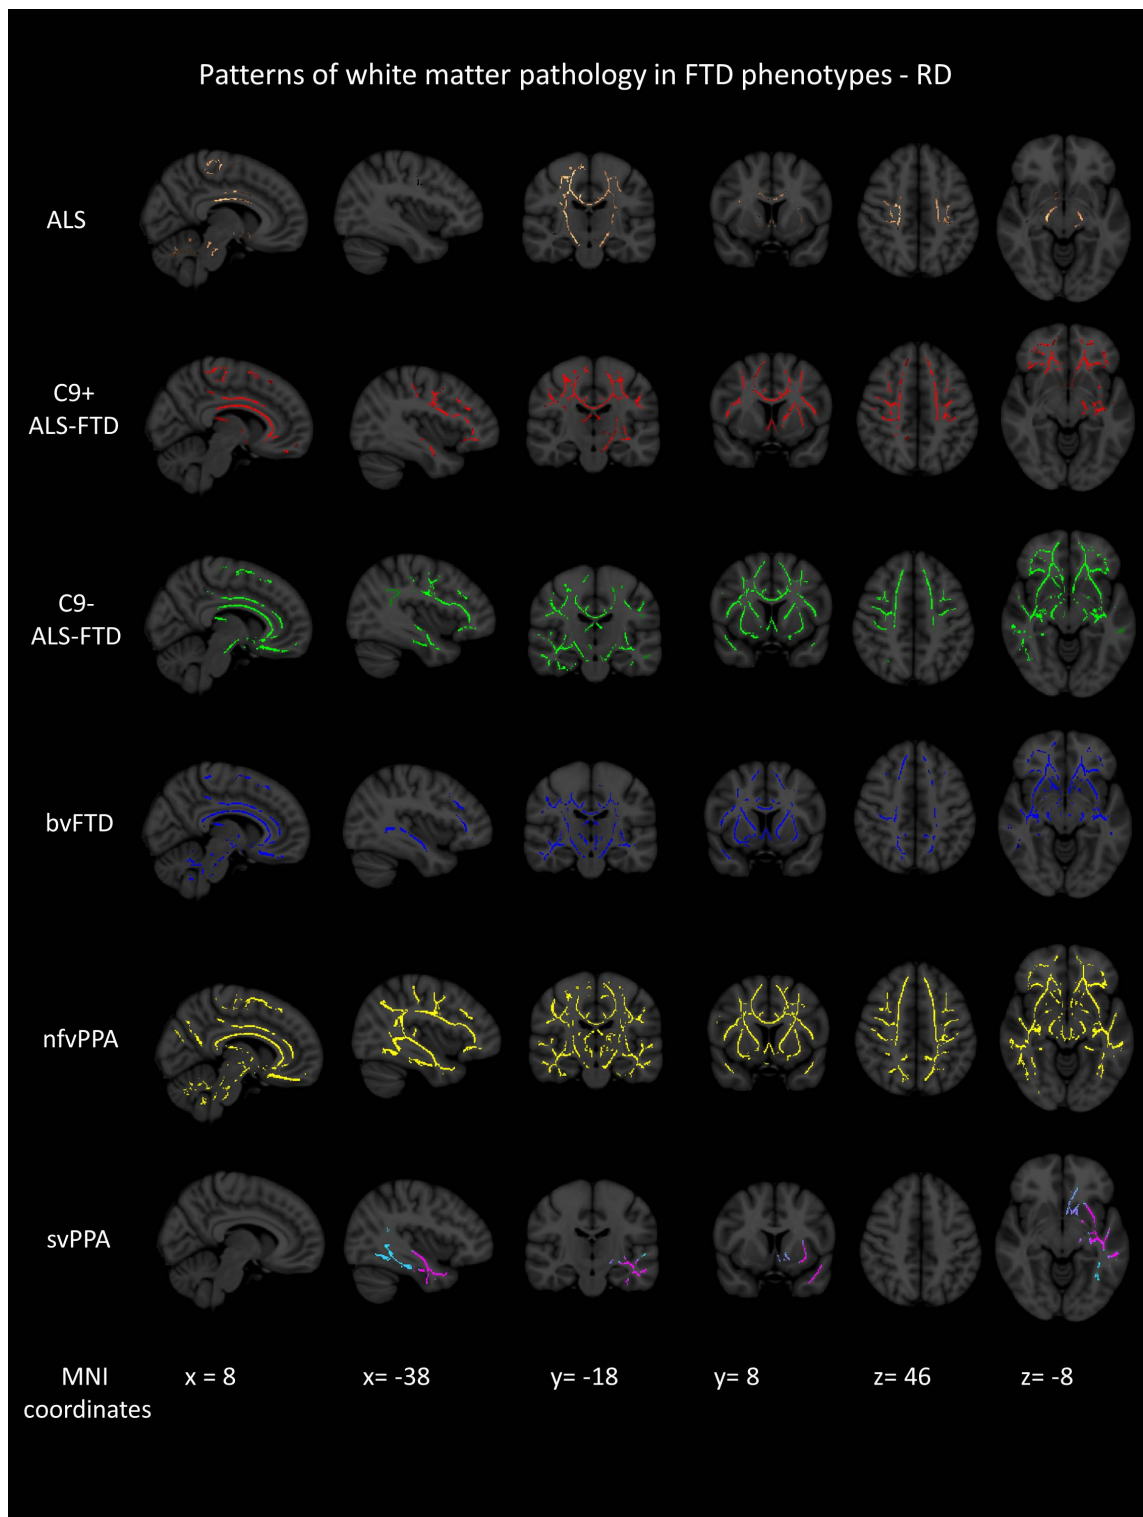 Patterns of white matter pathology in FTD phenotypes - RD
ALS
C9+
ALS-FTD
C9-
ALS-FTD
bvFTD
nfvPPA
svPPA
MNI
coordinates
x = 8
x= -38
y= -18
y= 8
z= 46
z= -8